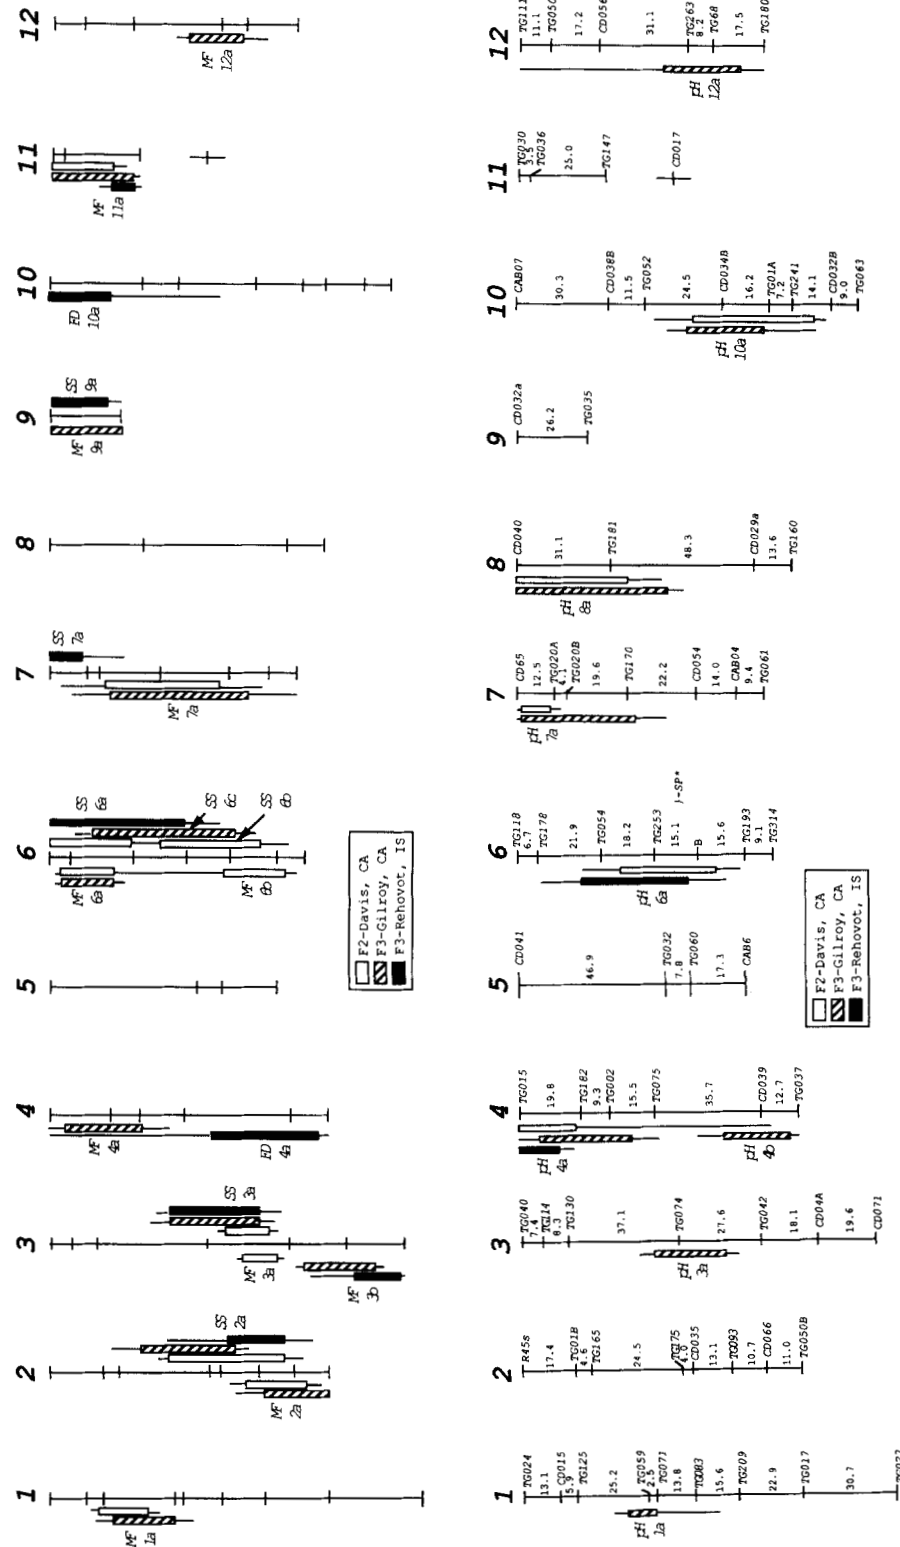 1
MF
1a
2
SS
2a
MF
2a
3
SS
3a
MF
3a
MF
3b
4
MF
4a
FD
4a
5
6
SS
6a
SS
6c
SS
6b
MF
6a
MF
6b
7
SS
7a
MF
7a
8
9
SS
9a
MF
9a
10
FD
10a
11
MF
11a
12
MF
12a
F2-Davis, CA
F3-Gilroy, CA
F3-Rehovot, IS
1
TG024
13.1
CD015
5.9
TG125
25.2
TG059
2.5
TG071
13.8
TG083
15.6
TG209
22.9
TG017
30.7
pH
1a
2
R45s
17.4
TG01B
4.6
TG165
24.5
TG175
4.0
CD035
13.1
TG093
10.7
CD066
11.0
TG050B
3
TG040
7.4
TG114
8.3
TG130
37.1
TG074
27.6
TG042
18.1
CD04A
19.6
CD071
pH
3a
4
TG015
19.8
TG182
9.3
TG002
15.5
TG075
35.7
CD039
12.7
TG037
pH
4a
pH
4b
5
CD041
46.9
TG032
7.8
TG060
17.3
CAB6
6
TG118
6.7
TG178
21.9
TG054
18.2
TG253
15.1
B
15.6
TG193
9.1
TG314
}-SP*
pH
6a
7
CD65
12.5
TG020A
4.1
TG020B
19.6
TG170
22.2
CD054
14.0
CAB04
9.4
TG061
pH
7a
8
CD040
31.1
TG181
48.3
CD029a
13.6
TG160
pH
8a
9
CD032a
26.2
TG035
10
CAB07
30.3
CD038B
11.5
TG052
24.5
CD034B
16.2
TG01A
7.2
TG241
14.1
CD032B
9.0
TG063
pH
10a
11
TG030
3.5
TG036
25.0
TG147
CD017
12
TG111
11.1
TG050
17.2
CD056
31.1
TG263
8.2
TG68
17.5
TG180
pH
12a
F2-Davis, CA
F3-Gilroy, CA
F3-Rehovot, IS